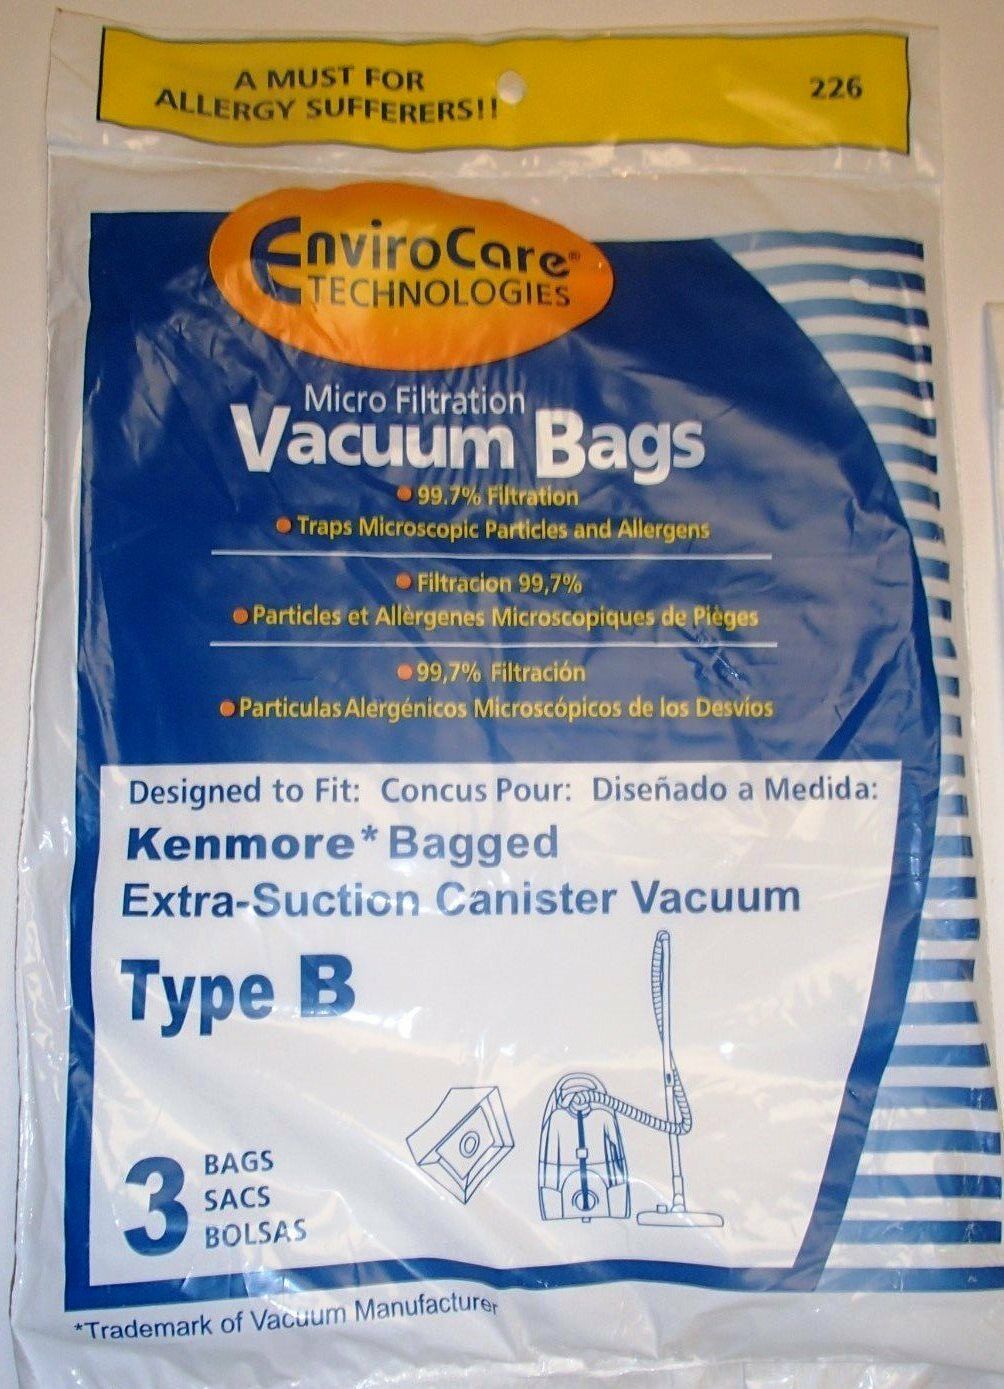 A MUST FOR
ALLERGY SUFFERERS!!
226
EnviroCare®
TECHNOLOGIES
Micro Filtration
Vacuum Bags
• 99.7% Filtration
• Traps Microscopic Particles and Allergens
• Filtracion 99,7%
• Particles et Allèrgenes Microscopiques de Pièges
• 99,7% Filtración
• Particulas Alergénicos Microscópicos de los Desvíos
Designed to Fit: Concus Pour: Diseñado a Medida:
Kenmore* Bagged
Extra-Suction Canister Vacuum
Type B
3
BAGS
SACS
BOLSAS
*Trademark of Vacuum Manufacturer